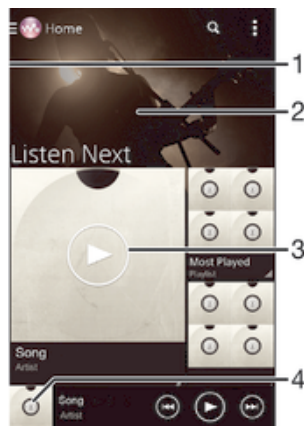 Home
1
2
Listen Next
3
Most Played
Playlist
Song
Artist
4
Song
Artist